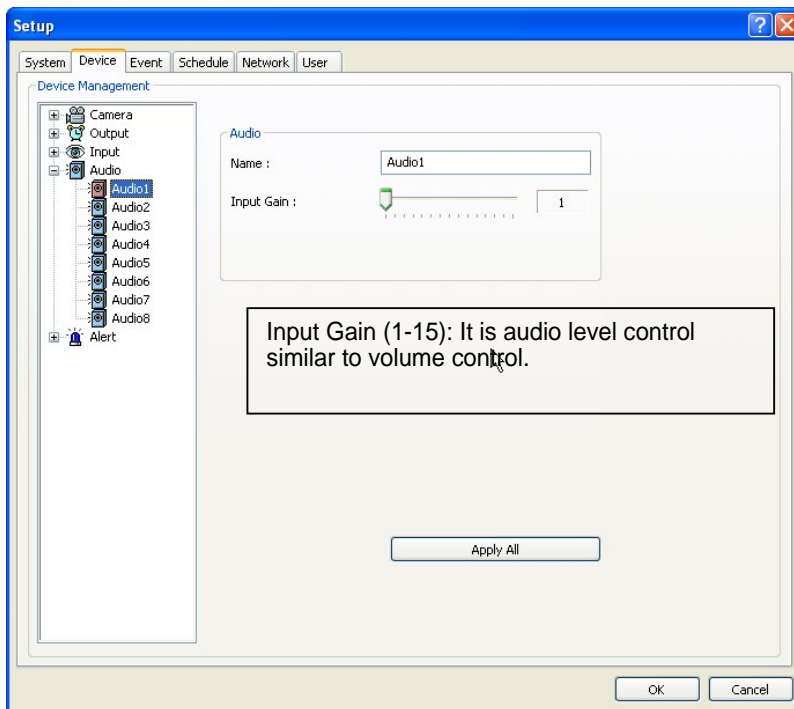 Setup
System Device Event Schedule Network User
Device Management
Camera
Output
Input
Audio
Audio1
Audio2
Audio3
Audio4
Audio5
Audio6
Audio7
Audio8
Alert
Audio
Name : Audio1
Input Gain : 1
Input Gain (1-15): It is audio level control
similar to volume control.
Apply All
OK Cancel